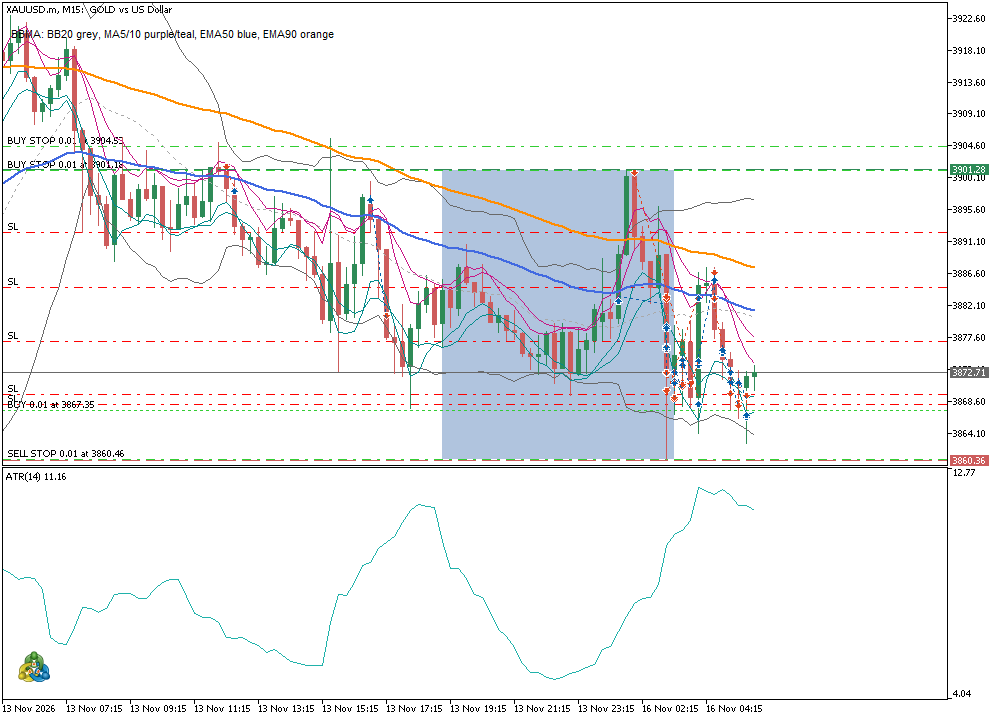 XAUUSD.m, M15: GOLD vs US Dollar
BBMA: BB20 grey, MA5/10 purple/teal, EMA50 blue, EMA90 orange
BUY STOP 0.01 at 3904.53
BUY STOP 0.01 at 3901.18
SL
SL
SL
SL
SL
BUY 0.01 at 3867.35
SELL STOP 0.01 at 3860.46
3922.60
3918.10
3913.60
3909.10
3904.60
3901.28
3900.10
3895.60
3891.10
3886.60
3882.10
3877.60
3872.71
3868.60
3864.10
3860.36
ATR(14) 11.16
12.77
4.04
13 Nov 2026
13 Nov 07:15
13 Nov 09:15
13 Nov 11:15
13 Nov 13:15
13 Nov 15:15
13 Nov 17:15
13 Nov 19:15
13 Nov 21:15
13 Nov 23:15
16 Nov 02:15
16 Nov 04:15